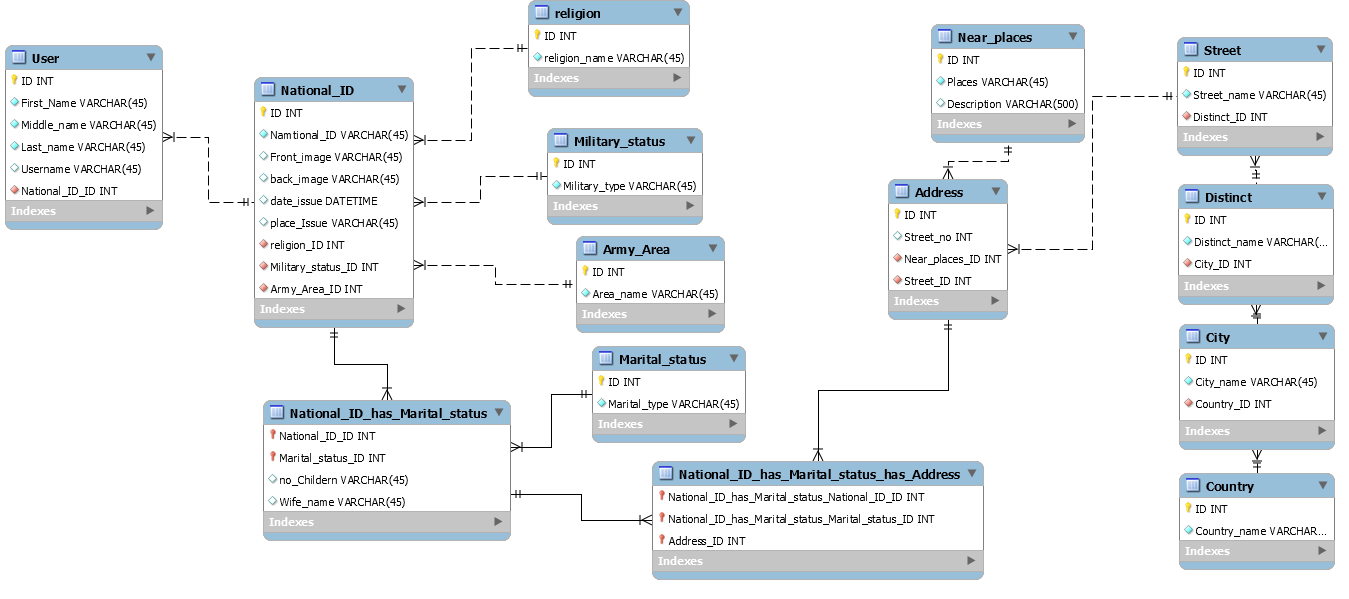 User
ID INT
First_Name VARCHAR(45)
Middle_name VARCHAR(45)
Last_name VARCHAR(45)
Username VARCHAR(45)
National_ID_ID INT
Indexes
National_ID
ID INT
Namtional_ID VARCHAR(45)
Front_image VARCHAR(45)
back_image VARCHAR(45)
date_issue DATETIME
place_Issue VARCHAR(45)
religion_ID INT
Military_status_ID INT
Army_Area_ID INT
Indexes
religion
ID INT
religion_name VARCHAR(45)
Indexes
Military_status
ID INT
Military_type VARCHAR(45)
Indexes
Army_Area
ID INT
Area_name VARCHAR(45)
Indexes
Marital_status
ID INT
Marital_type VARCHAR(45)
Indexes
National_ID_has_Marital_status
National_ID_ID INT
Marital_status_ID INT
no_Childern VARCHAR(45)
Wife_name VARCHAR(45)
Indexes
National_ID_has_Marital_status_has_Address
National_ID_has_Marital_status_National_ID_ID INT
National_ID_has_Marital_status_Marital_status_ID INT
Address_ID INT
Indexes
Near_places
ID INT
Places VARCHAR(45)
Description VARCHAR(500)
Indexes
Address
ID INT
Street_no INT
Near_places_ID INT
Street_ID INT
Indexes
Street
ID INT
Street_name VARCHAR(45)
Distinct_ID INT
Indexes
Distinct
ID INT
Distinct_name VARCHAR(...
City_ID INT
Indexes
City
ID INT
City_name VARCHAR(45)
Country_ID INT
Indexes
Country
ID INT
Country_name VARCHAR...
Indexes